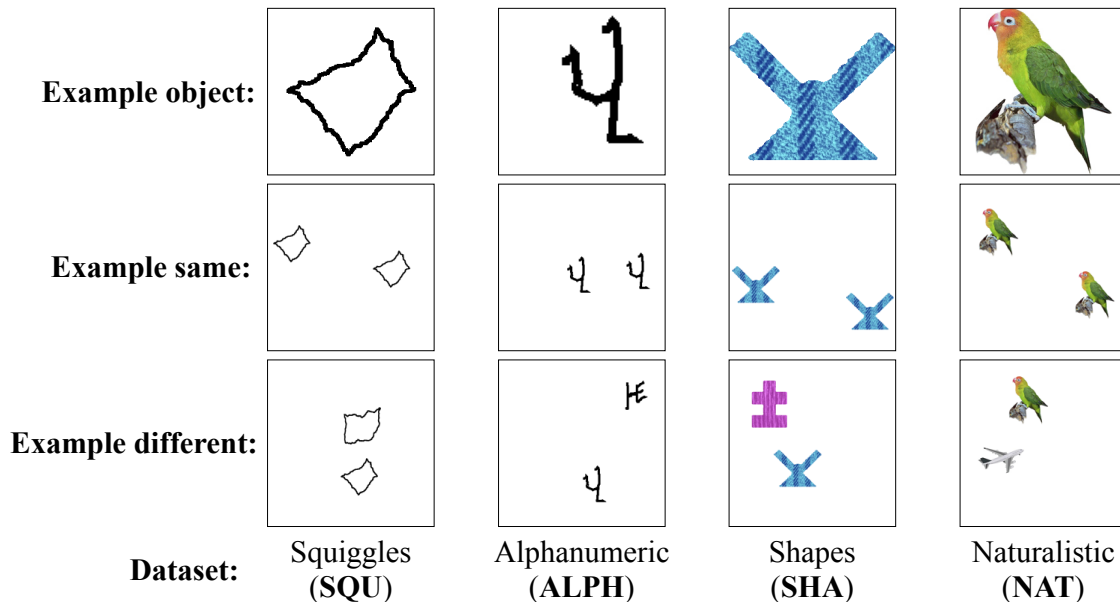 Example object:
Example same:
Example different:
Dataset:
Squiggles
(SQU)
Alphanumeric
(ALPH)
Shapes
(SHA)
Naturalistic
(NAT)